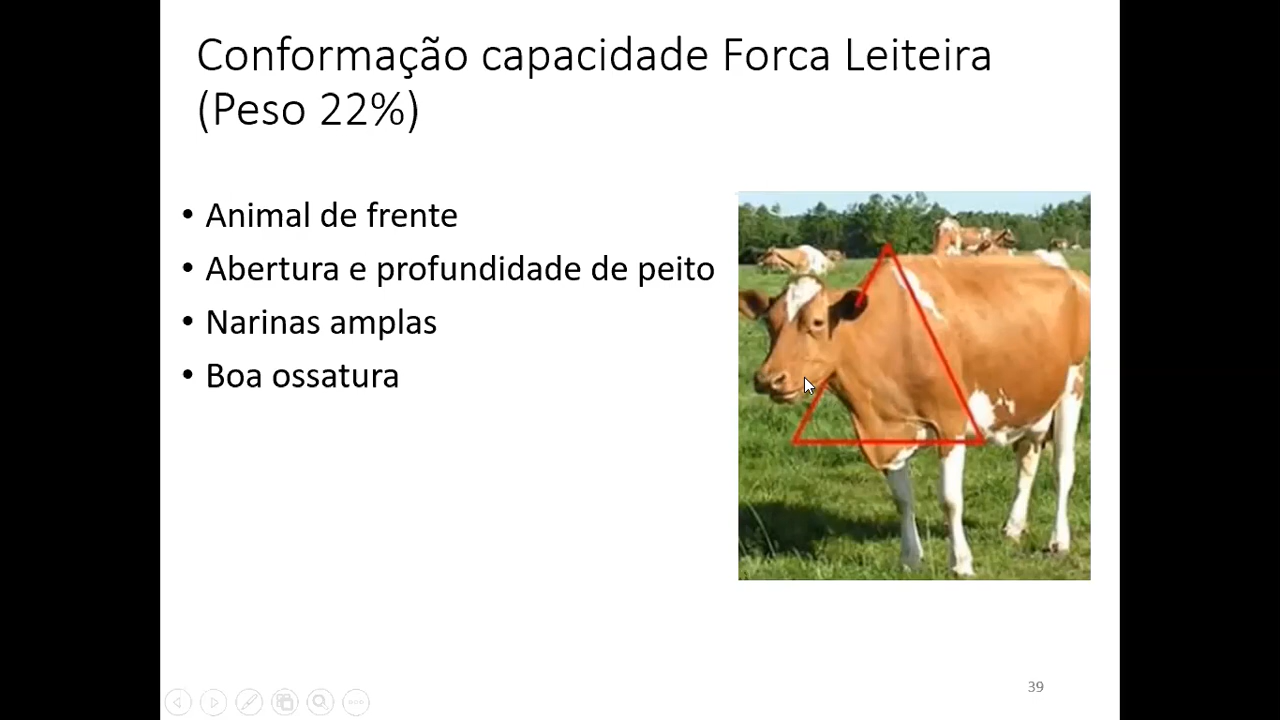 Conformação capacidade Forca Leiteira
(Peso 22%)
• Animal de frente
• Abertura e profundidade de peito
• Narinas amplas
• Boa ossatura
39